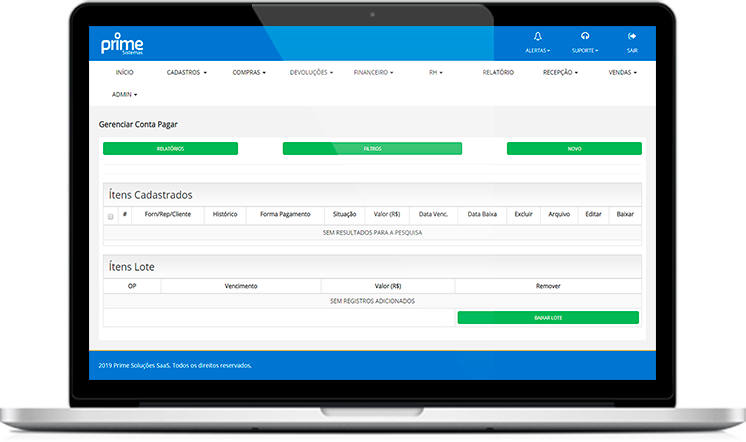 prime
Sistemas
ALERTAS
SUPORTE
SAIR
INÍCIO CADASTROS COMPRAS DEVOLUÇÕES FINANCEIRO RH RELATÓRIO RECEPÇÃO VENDAS
ADMIN
Gerenciar Conta Pagar
RELATÓRIOS FILTROS NOVO
Ítens Cadastrados
# Forn/Rep/Cliente Histórico Forma Pagamento Situação Valor (R$) Data Venc. Data Baixa Excluir Arquivo Editar Baixar
SEM RESULTADOS PARA A PESQUISA
Ítens Lote
OP Vencimento Valor (R$) Remover
SEM REGISTROS ADICIONADOS
BAIXAR LOTE
2019 Prime Soluções SaaS. Todos os direitos reservados.